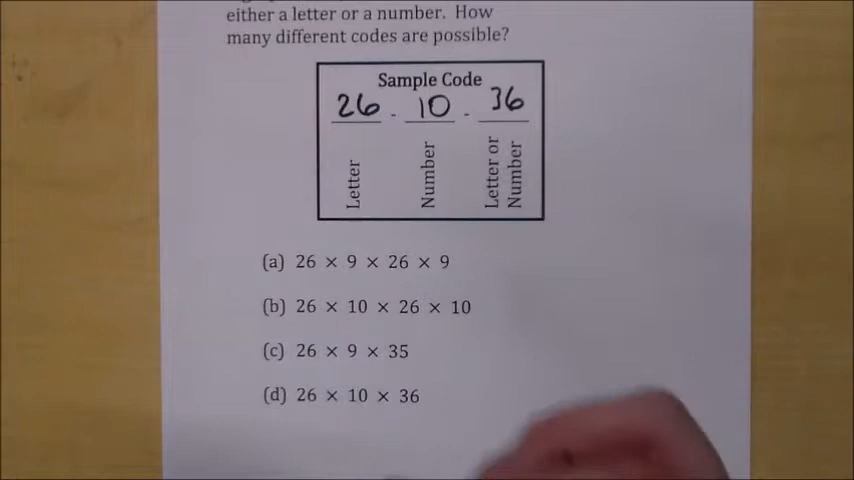 either a letter or a number. How
many different codes are possible?
Sample Code
26 - 10 - 36
Letter
Number
Letter or
Number
(a) 26 × 9 × 26 × 9
(b) 26 × 10 × 26 × 10
(c) 26 × 9 × 35
(d) 26 × 10 × 36